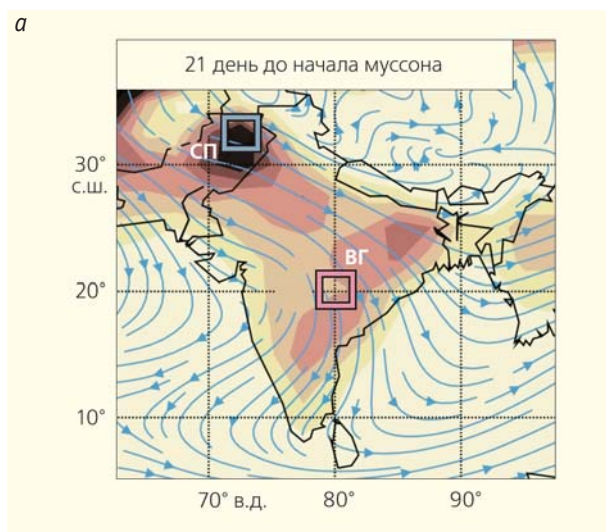 а
21 день до начала муссона
СП
30°
с.ш.
ВГ
20°
10°
70° в.д.
80°
90°